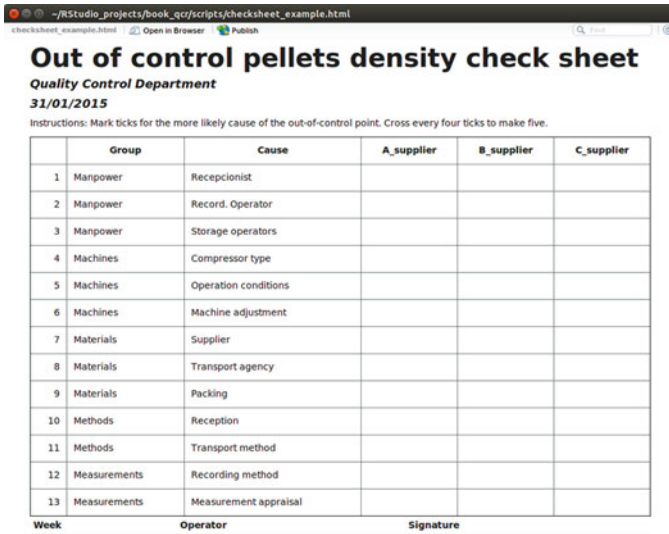 ~/RStudio_projects/book_qcr/scripts/checksheet_example.html
checksheet_example.html Open in Browser Publish Find
Out of control pellets density check sheet
Quality Control Department
31/01/2015
Instructions: Mark ticks for the more likely cause of the out-of-control point. Cross every four ticks to make five.
Group Cause A_supplier B_supplier C_supplier
1 Manpower Recepcionist
2 Manpower Record. Operator
3 Manpower Storage operators
4 Machines Compressor type
5 Machines Operation conditions
6 Machines Machine adjustment
7 Materials Supplier
8 Materials Transport agency
9 Materials Packing
10 Methods Reception
11 Methods Transport method
12 Measurements Recording method
13 Measurements Measurement appraisal
Week Operator Signature